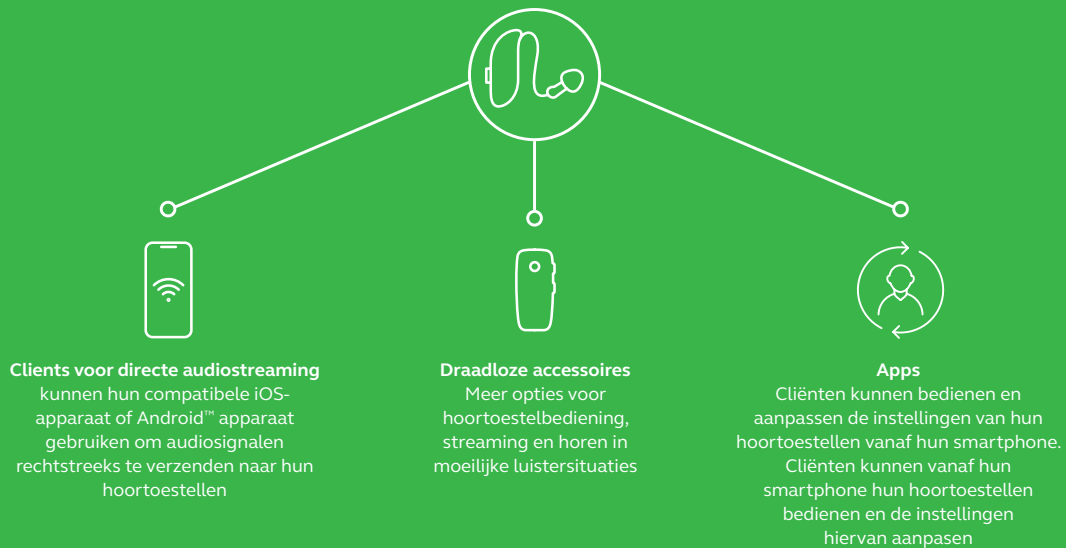 Clients voor directe audiostreaming
kunnen hun compatibele iOS-
apparaat of Android™ apparaat
gebruiken om audiosignalen
rechtstreeks te verzenden naar hun
hoortoestellen
Draadloze accessoires
Meer opties voor
hoortoestelbediening,
streaming en horen in
moeilijke luistersituaties
Apps
Cliënten kunnen bedienen en
aanpassen de instellingen van hun
hoortoestellen vanaf hun smartphone.
Cliënten kunnen vanaf hun
smartphone hun hoortoestellen
bedienen en de instellingen
hiervan aanpasen